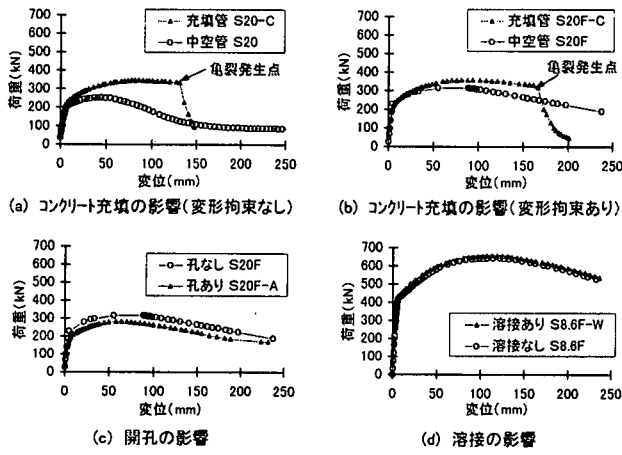 700
600
500
400
300
200
100
0
荷重(kN)
充填管 S20-C
中空管 S20
亀裂発生点
0 50 100 150 200 250
変位(mm)
(a) コンクリート充填の影響(変形拘束なし)
700
600
500
400
300
200
100
0
荷重(kN)
充填管 S20F-C
中空管 S20F
亀裂発生点
0 50 100 150 200 250
変位(mm)
(b) コンクリート充填の影響(変形拘束あり)
700
600
500
400
300
200
100
0
荷重(kN)
孔なし S20F
孔あり S20F-A
0 50 100 150 200 250
変位(mm)
(c) 開孔の影響
700
600
500
400
300
200
100
0
荷重(kN)
溶接あり S8.6F-W
溶接なし S8.6F
0 50 100 150 200 250
変位(mm)
(d) 溶接の影響